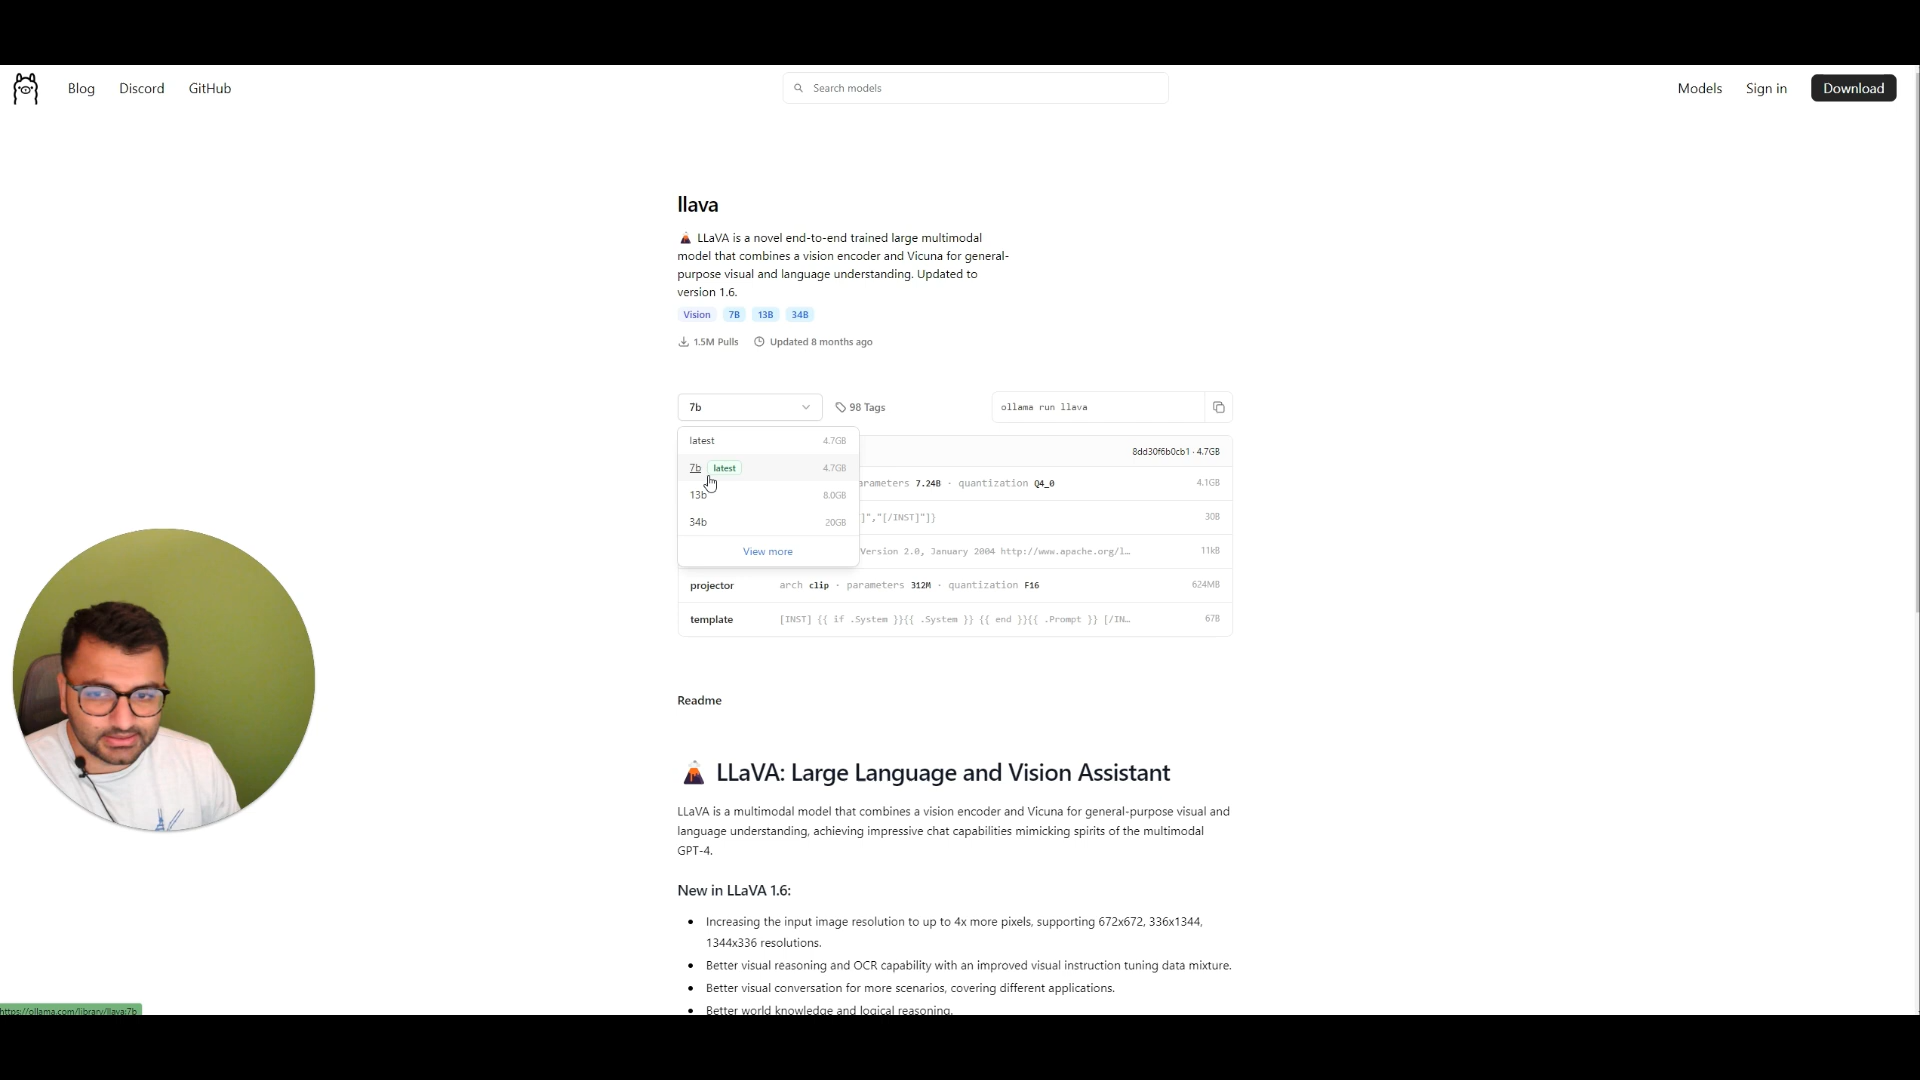 Blog Discord GitHub
Search models
Models Sign in Download
llava
LLaVA is a novel end-to-end trained large multimodal
model that combines a vision encoder and Vicuna for general-
purpose visual and language understanding. Updated to
version 1.6.
Vision 7B 13B 34B
1.5M Pulls Updated 8 months ago
7b 98 Tags ollama run llava
latest 4.7GB
8dd30f6b0cb1 · 4.7GB
7b latest 4.7GB
arameters 7.24B · quantization Q4_0 4.1GB
13b 8.0GB
34b 20GB
]","[/INST]"]} 30B
View more
Version 2.0, January 2004 http://www.apache.org/l… 11kB
projector arch clip · parameters 312M · quantization F16 624MB
template [INST] {{ if .System }}{{ .System }} {{ end }}{{ .Prompt }} [/IN… 67B
Readme
LLaVA: Large Language and Vision Assistant
LLaVA is a multimodal model that combines a vision encoder and Vicuna for general-purpose visual and
language understanding, achieving impressive chat capabilities mimicking spirits of the multimodal
GPT-4.
New in LLaVA 1.6:
• Increasing the input image resolution to up to 4x more pixels, supporting 672x672, 336x1344,
1344x336 resolutions.
• Better visual reasoning and OCR capability with an improved visual instruction tuning data mixture.
• Better visual conversation for more scenarios, covering different applications.
• Better world knowledge and logical reasoning.
https://ollama.com/library/llava:7b